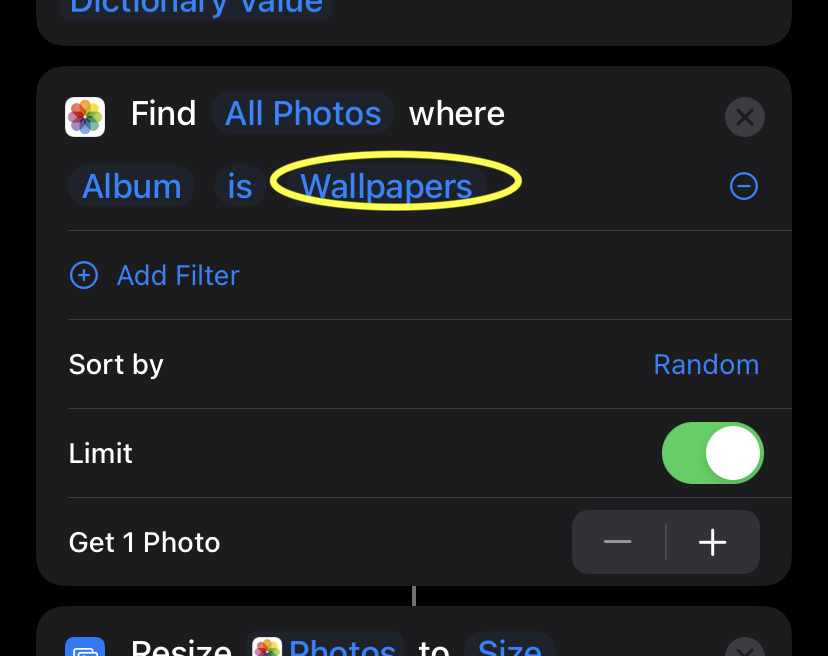 Dictionary Value
Find All Photos where
Album is Wallpapers
Add Filter
Sort by Random
Limit
Get 1 Photo
Resize Photos to Size